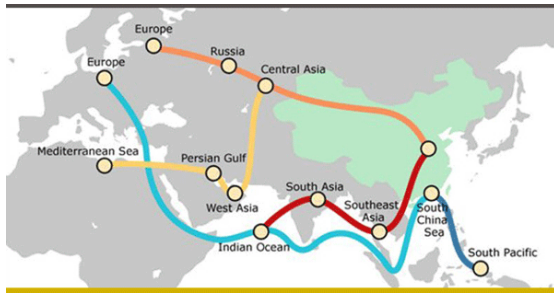 Europe
Russia
Europe
Central Asia
Mediterranean Sea
Persian Gulf
West Asia
South Asia
Southeast
Asia
South
China
Sea
Indian Ocean
South Pacific